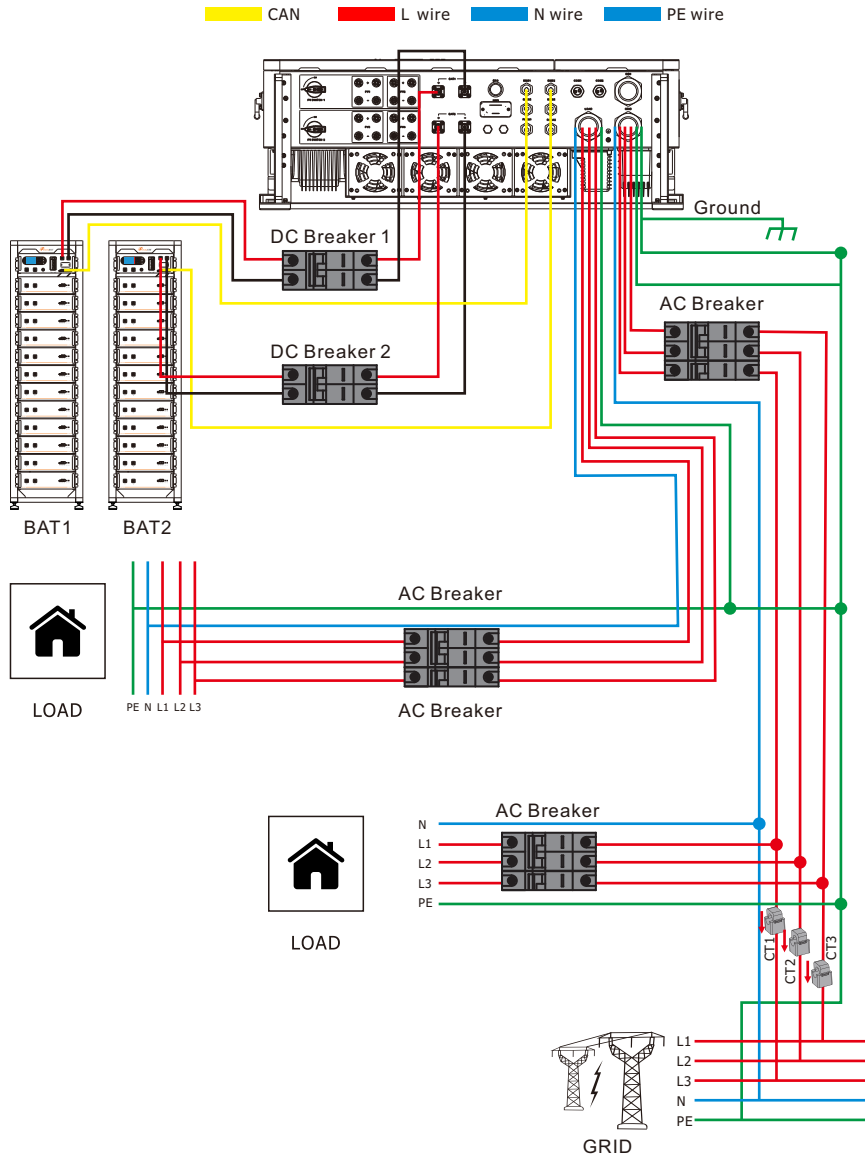 CAN L wire N wire PE wire
Ground
DC Breaker 1
AC Breaker
DC Breaker 2
BAT1 BAT2
AC Breaker
LOAD
PE N L1 L2 L3
AC Breaker
AC Breaker
N
L1
L2
L3
PE
LOAD
CT1
CT2
CT3
L1
L2
L3
N
PE
GRID